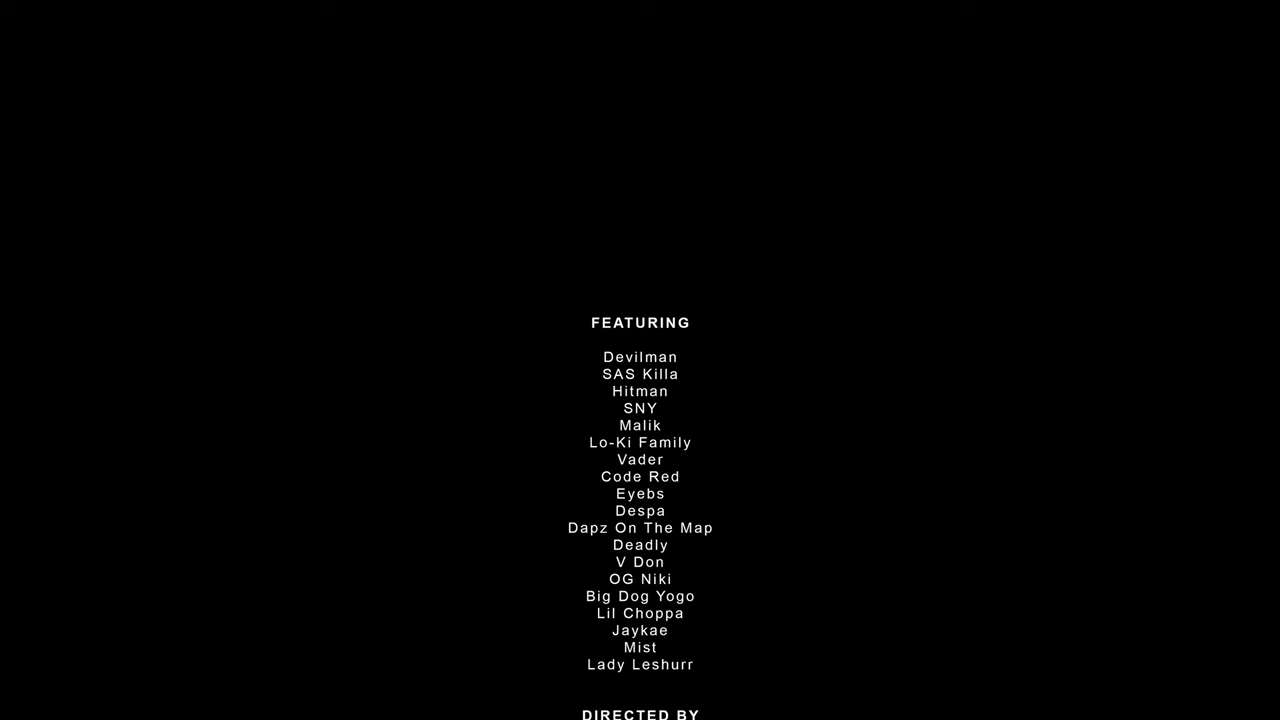 FEATURING
Devilman
SAS Killa
Hitman
SNY
Malik
Lo-Ki Family
Vader
Code Red
Eyebs
Despa
Dapz On The Map
Deadly
V Don
OG Niki
Big Dog Yogo
Lil Choppa
Jaykae
Mist
Lady Leshurr
DIRECTED BY